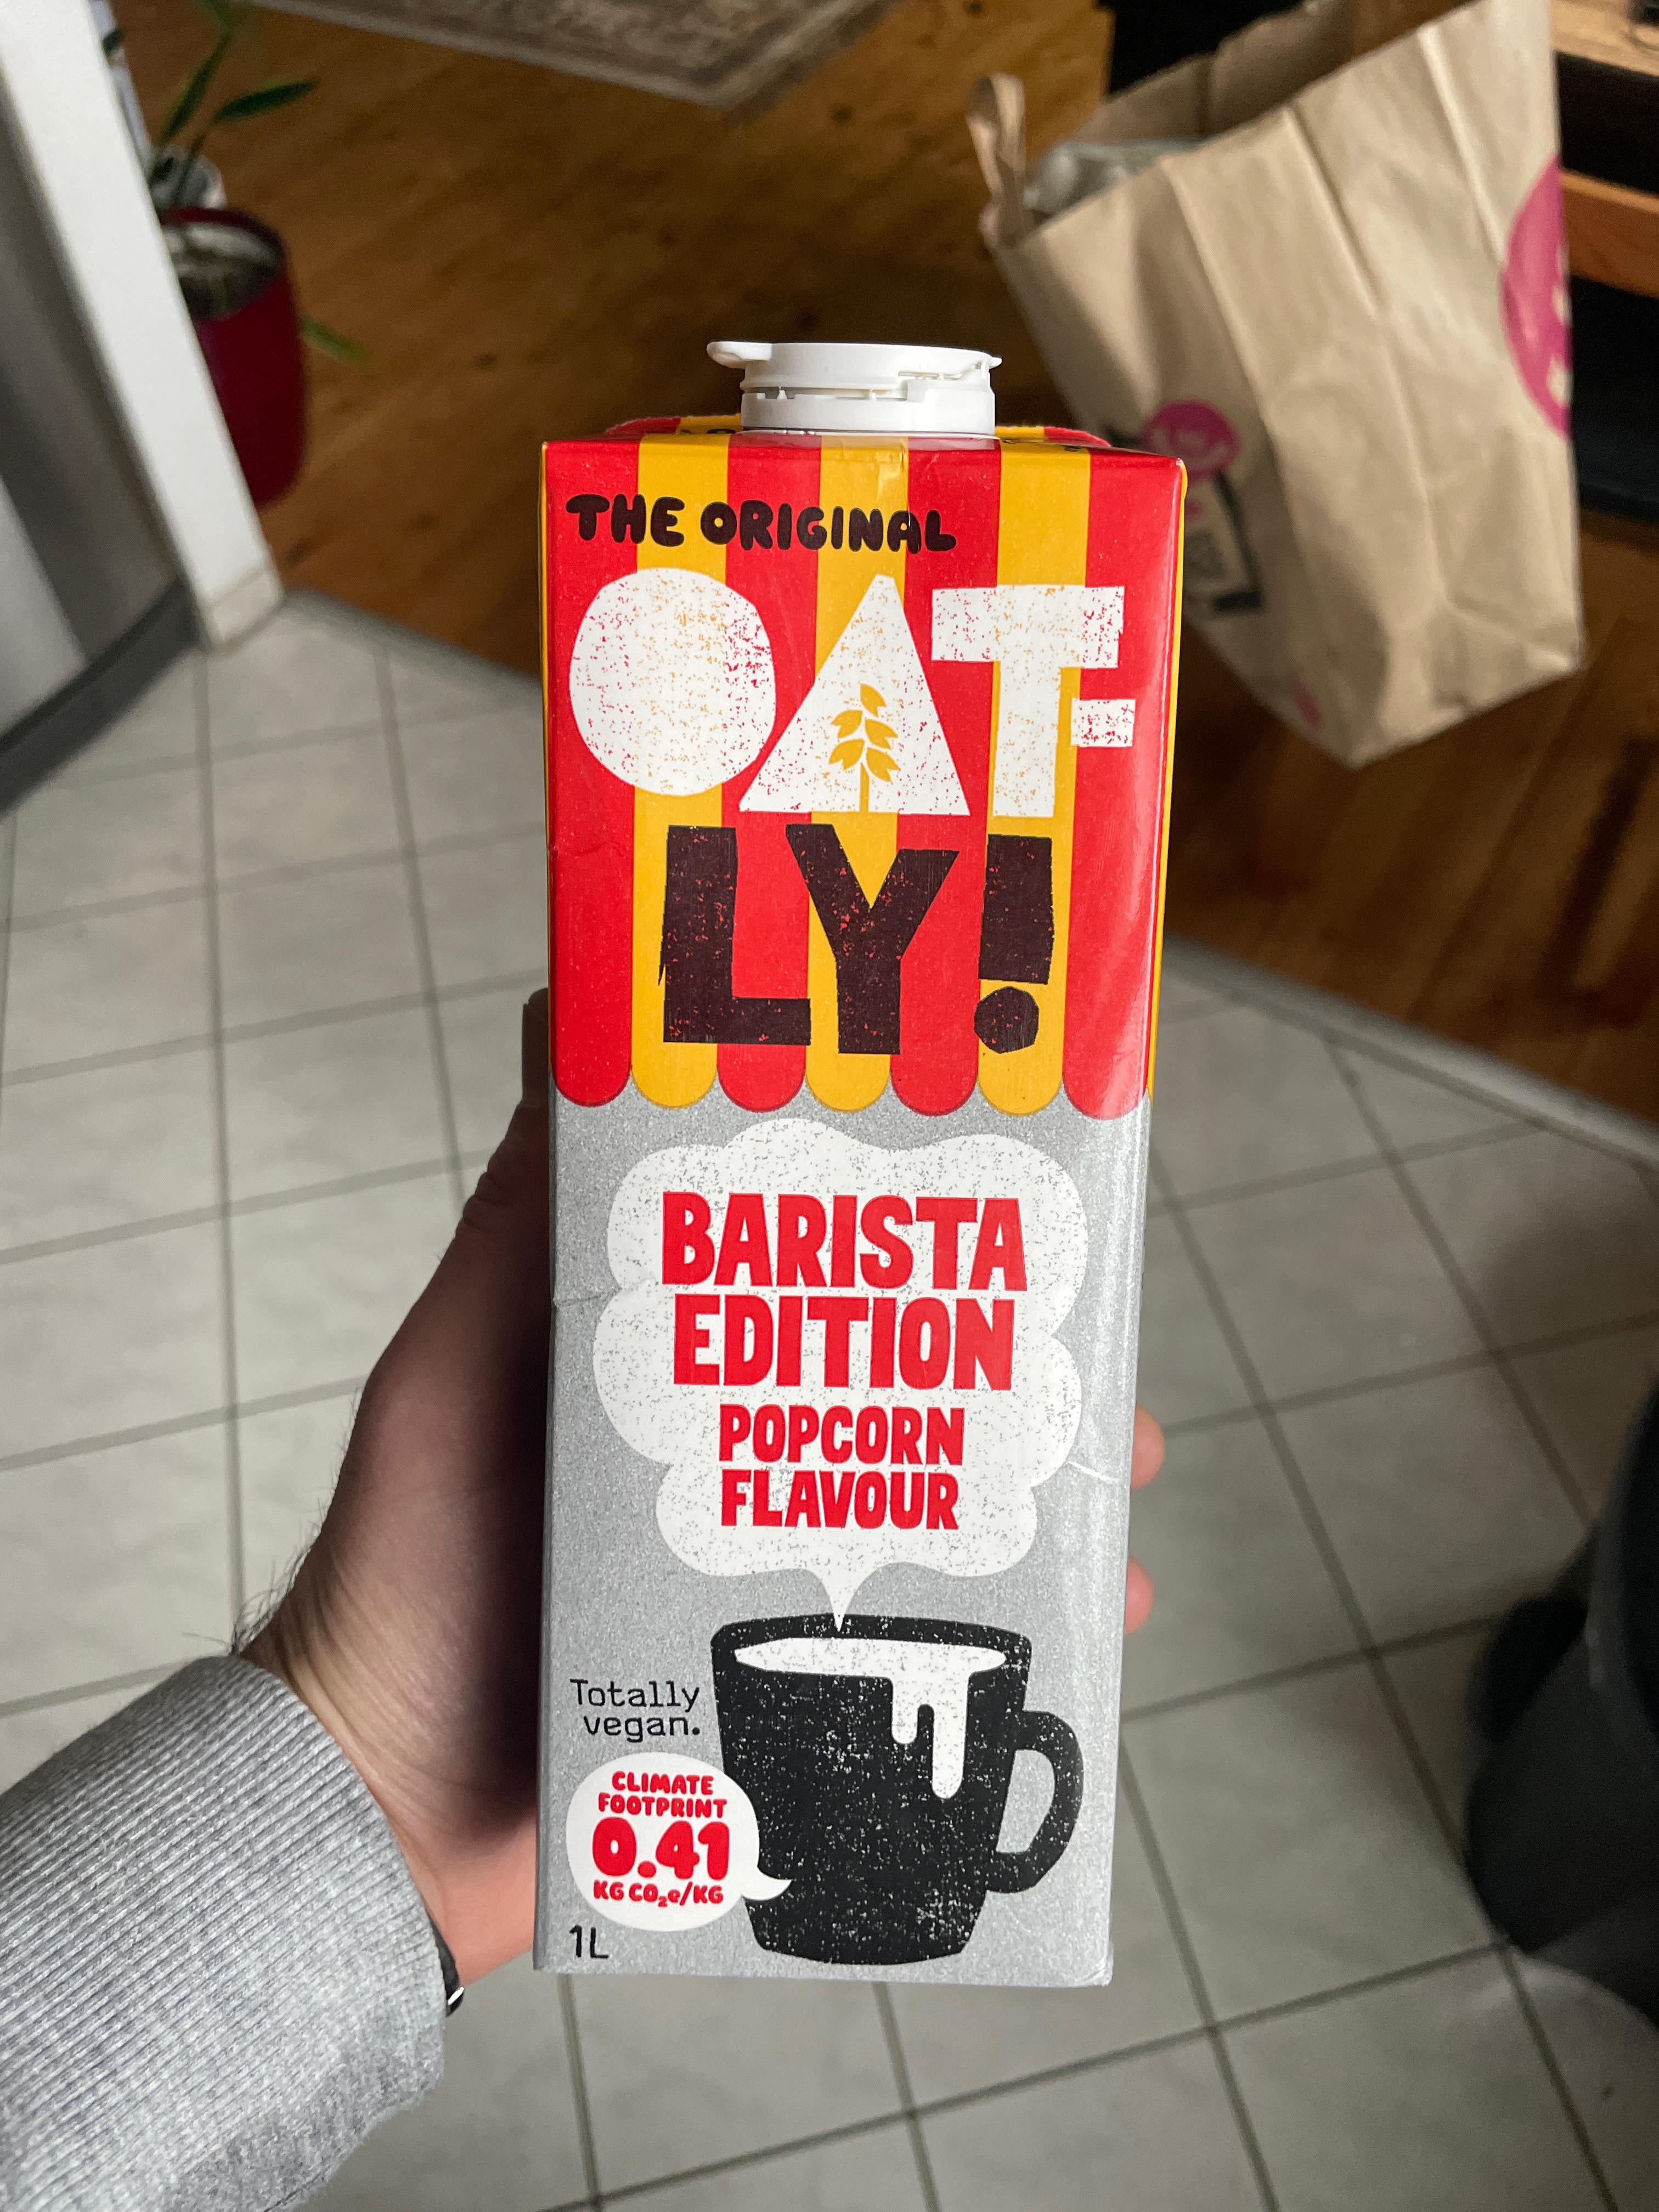 THE ORIGINAL
OAT-
LY!
BARISTA
EDITION
POPCORN
FLAVOUR
Totally
vegan.
CLIMATE
FOOTPRINT
0.41
KG CO₂e/KG
1L